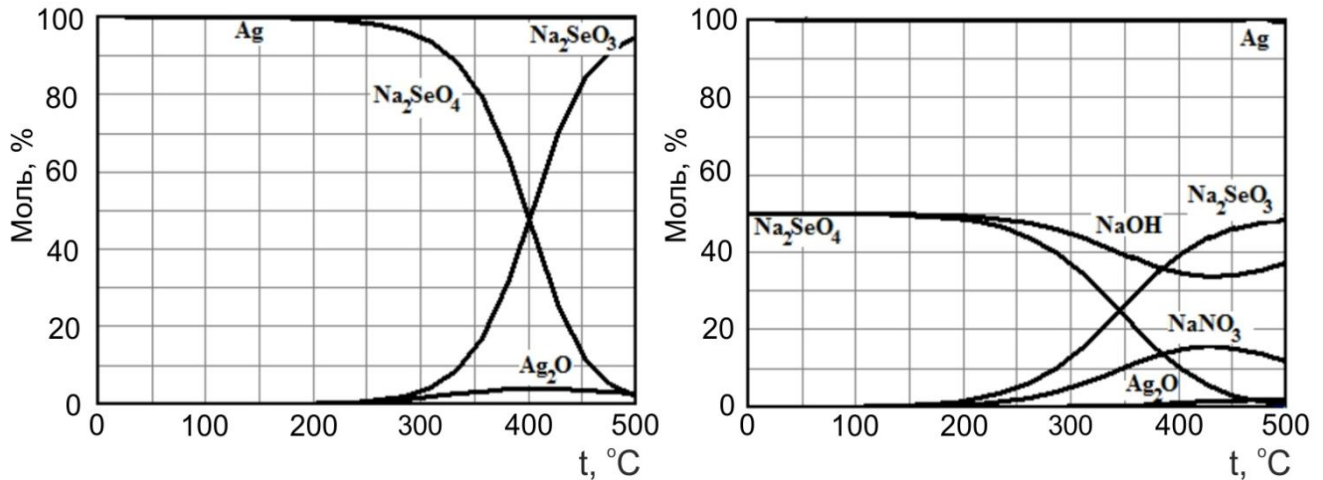 100
80
60
40
20
0
Моль, %
Ag
Na₂SeO₃
Na₂SeO₄
Ag₂O
0 100 200 300 400 500
t, °C
100
80
60
40
20
0
Моль, %
Ag
Na₂SeO₃
Na₂SeO₄
NaOH
NaNO₃
Ag₂O
0 100 200 300 400 500
t, °C